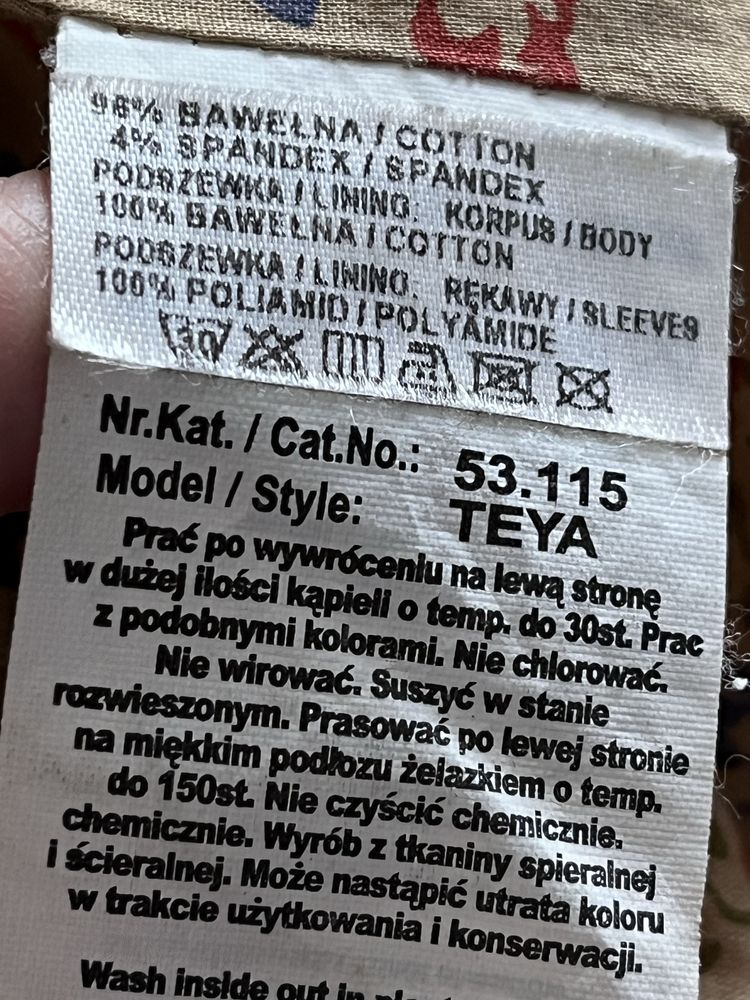 96% BAWEŁNA / COTTON
4% SPANDEX / SPANDEX
PODSZEWKA / LINING. KORPUS / BODY
100% BAWEŁNA / COTTON
PODSZEWKA / LINING. RĘKAWY / SLEEVES
100% POLIAMID / POLYAMIDE
30
Nr.Kat. / Cat.No.: 53.115
Model / Style: TEYA
Prać po wywróceniu na lewą stronę
w dużej ilości kąpieli o temp. do 30st. Prac
z podobnymi kolorami. Nie chlorować.
Nie wirować. Suszyć w stanie
rozwieszonym. Prasować po lewej stronie
na miękkim podłożu żelazkiem o temp.
do 150st. Nie czyścić chemicznie.
chemicznie. Wyrób z tkaniny spieralnej
i ścieralnej. Może nastąpić utrata koloru
w trakcie użytkowania i konserwacji.
Wash inside out in